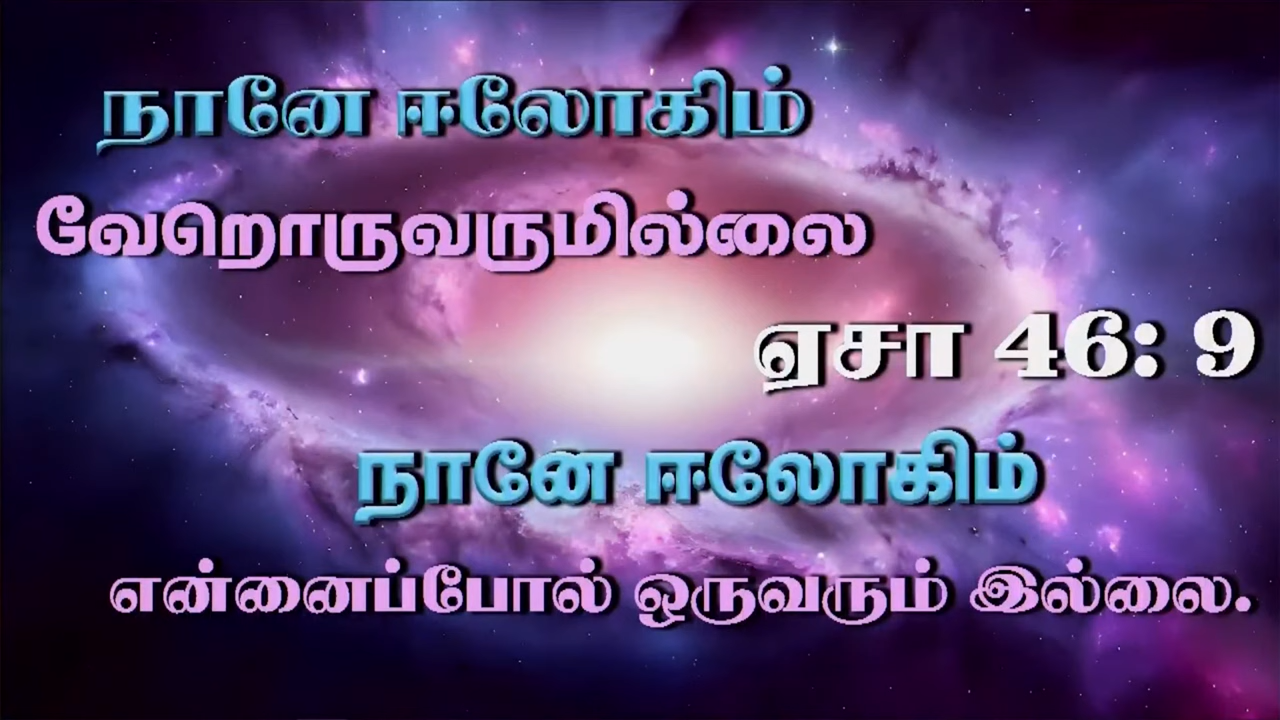 நானே ஈலோகிம்
வேறொருவருமில்லை
ஏசா 46: 9
நானே ஈலோகிம்
என்னைப்போல் ஒருவரும் இல்லை.